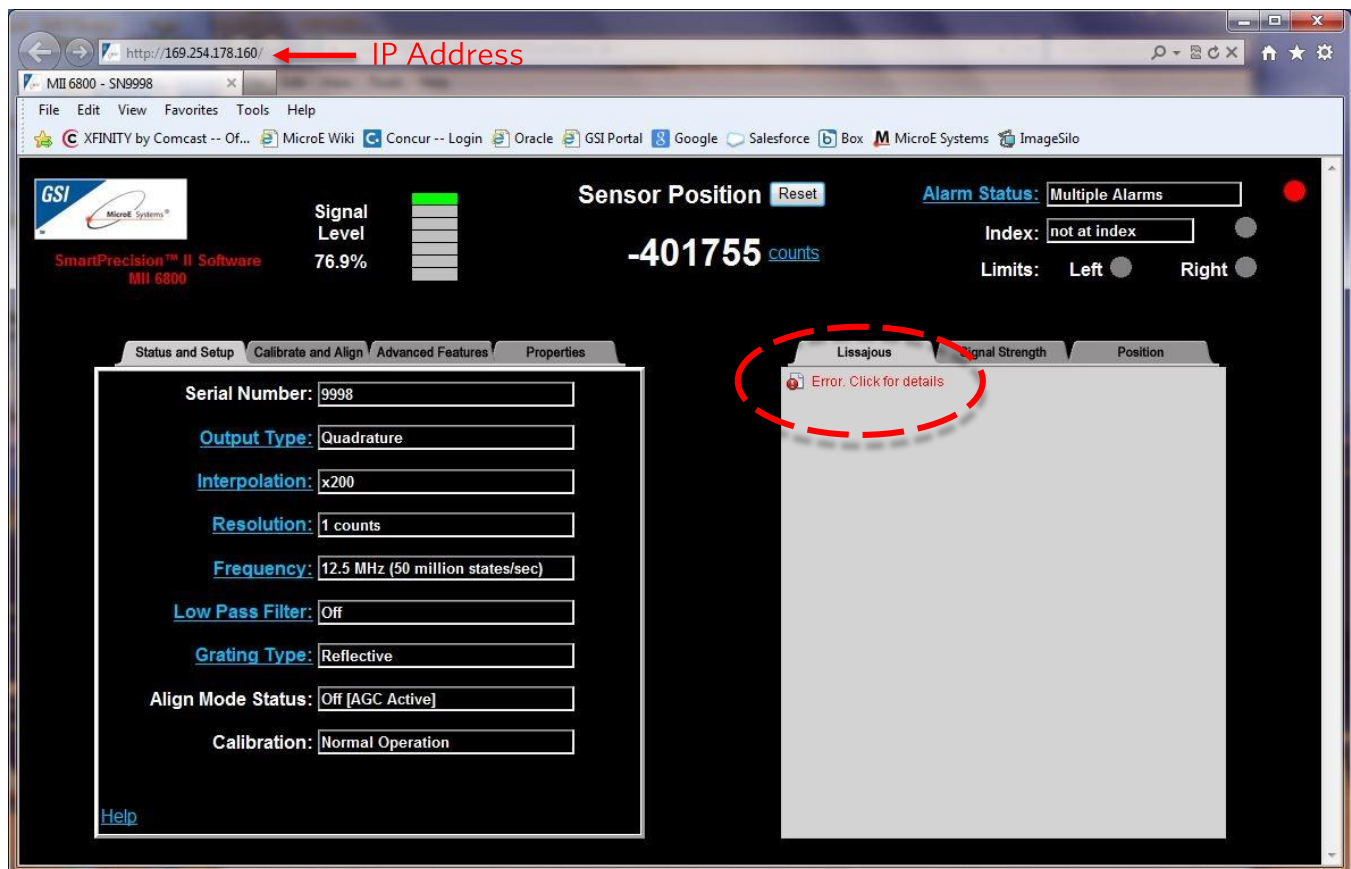 http://169.254.178.160/
IP Address
MII 6800 - SN9998
File Edit View Favorites Tools Help
XFINITY by Comcast -- Of... MicroE Wiki Concur -- Login Oracle GSI Portal Google Salesforce Box MicroE Systems ImageSilo
GSI
MicroE Systems®
SmartPrecision™ II Software
MII 6800
Signal
Level
76.9%
Sensor Position Reset
-401755 counts
Alarm Status: Multiple Alarms
Index: not at index
Limits: Left Right
Status and Setup Calibrate and Align Advanced Features Properties
Serial Number: 9998
Output Type: Quadrature
Interpolation: x200
Resolution: 1 counts
Frequency: 12.5 MHz (50 million states/sec)
Low Pass Filter: Off
Grating Type: Reflective
Align Mode Status: Off [AGC Active]
Calibration: Normal Operation
Help
Lissajous Signal Strength Position
Error. Click for details